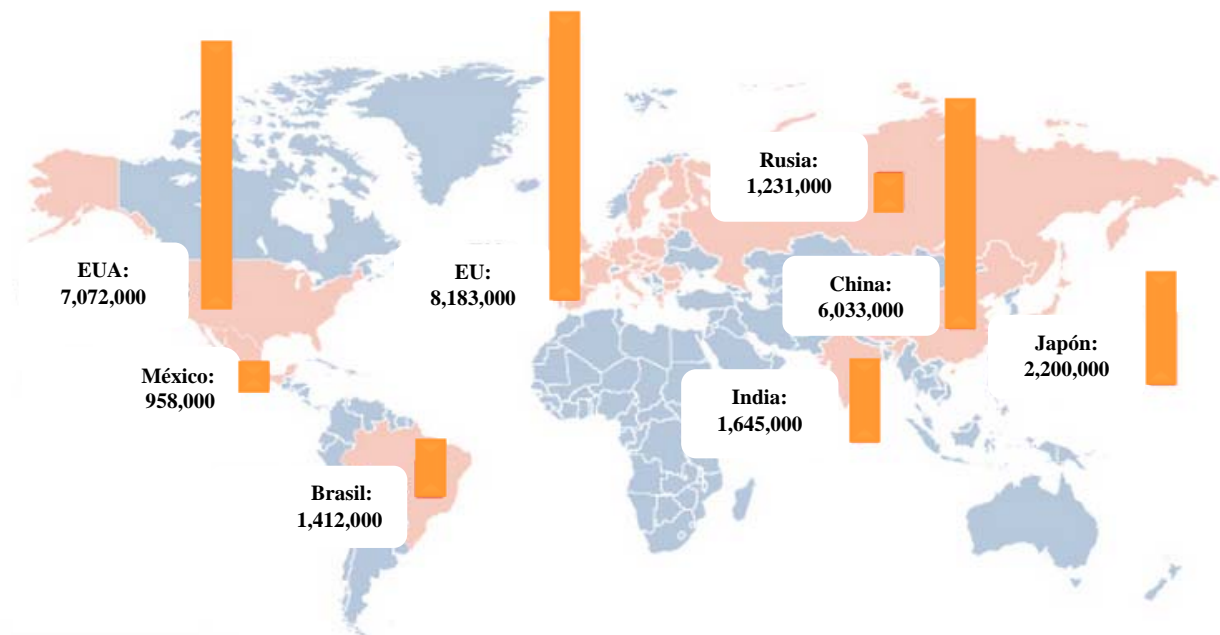 Rusia:
1,231,000
EUA:
7,072,000
EU:
8,183,000
China:
6,033,000
Japón:
2,200,000
México:
958,000
India:
1,645,000
Brasil:
1,412,000